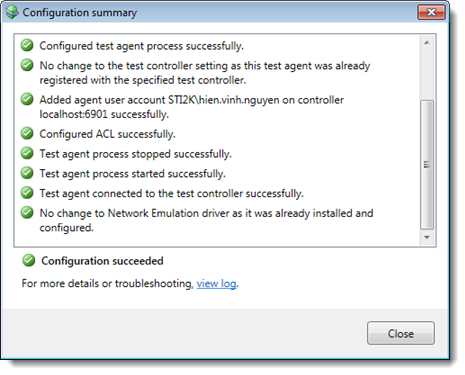 Configuration summary
Configured test agent process successfully.
No change to the test controller setting as this test agent was already
registered with the specified test controller.
Added agent user account STI2K\hien.vinh.nguyen on controller
localhost:6901 successfully.
Configured ACL successfully.
Test agent process stopped successfully.
Test agent process started successfully.
Test agent connected to the test controller successfully.
No change to Network Emulation driver as it was already installed and
configured.
Configuration succeeded
For more details or troubleshooting, view log.
Close